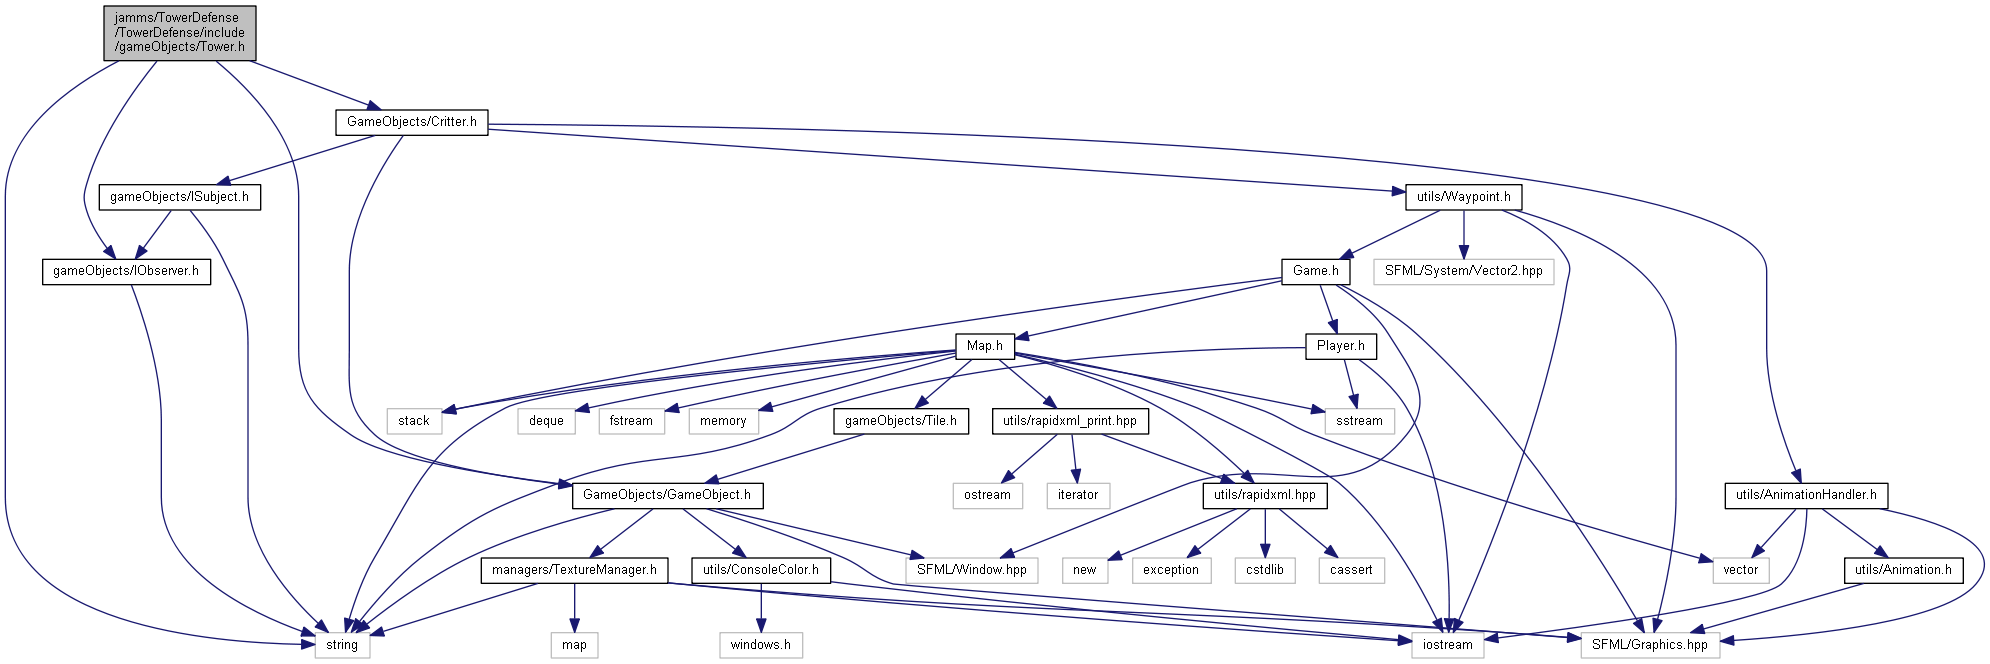 jamms/TowerDefense
/TowerDefense/include
/gameObjects/Tower.h
GameObjects/Critter.h
gameObjects/ISubject.h
utils/Waypoint.h
gameObjects/IObserver.h
Game.h
SFML/System/Vector2.hpp
Map.h
Player.h
stack
deque
fstream
memory
gameObjects/Tile.h
utils/rapidxml_print.hpp
sstream
GameObjects/GameObject.h
ostream
iterator
utils/rapidxml.hpp
utils/AnimationHandler.h
managers/TextureManager.h
utils/ConsoleColor.h
SFML/Window.hpp
new
exception
cstdlib
cassert
vector
utils/Animation.h
string
map
windows.h
iostream
SFML/Graphics.hpp